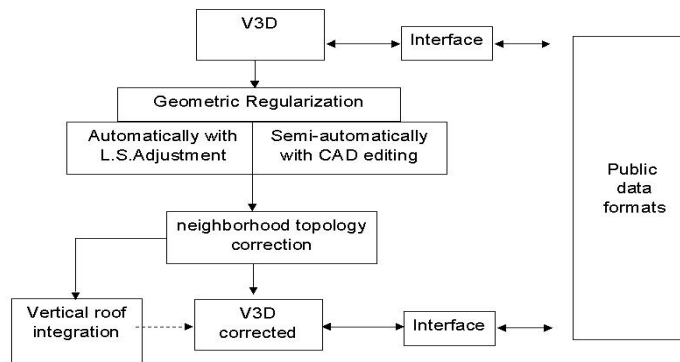 V3D
Interface
Geometric Regularization
Automatically with
L.S.Adjustment
Semi-automatically
with CAD editing
Public
data
formats
neighborhood topology
correction
Vertical roof
integration
V3D
corrected
Interface